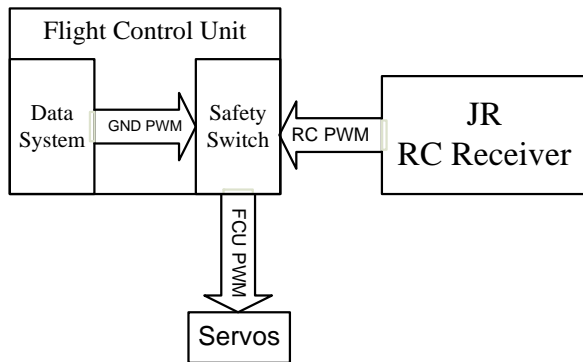 Flight Control Unit
Data
System
GND PWM
Safety
Switch
RC PWM
JR
RC Receiver
FCU PWM
Servos